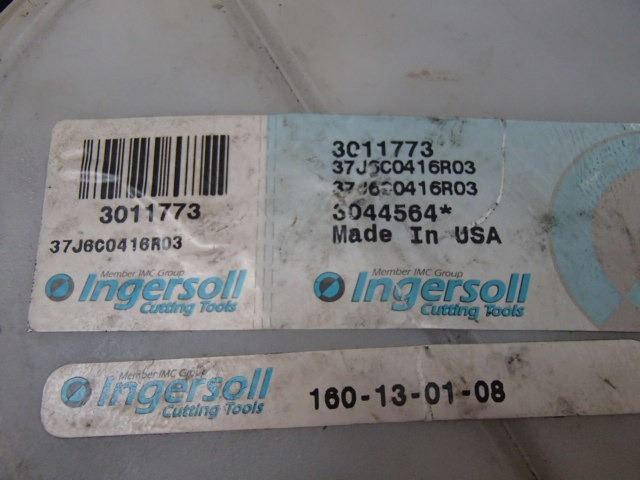 3011773
37J6C0416R03
Member IMC Group
Ingersoll
Cutting Tools
3011773
37J6C0416R03
37J6C0416R03
3044564*
Made In USA
Member IMC Group
Ingersoll
Cutting Tools
Member IMC Group
Ingersoll
Cutting Tools
160-13-01-08